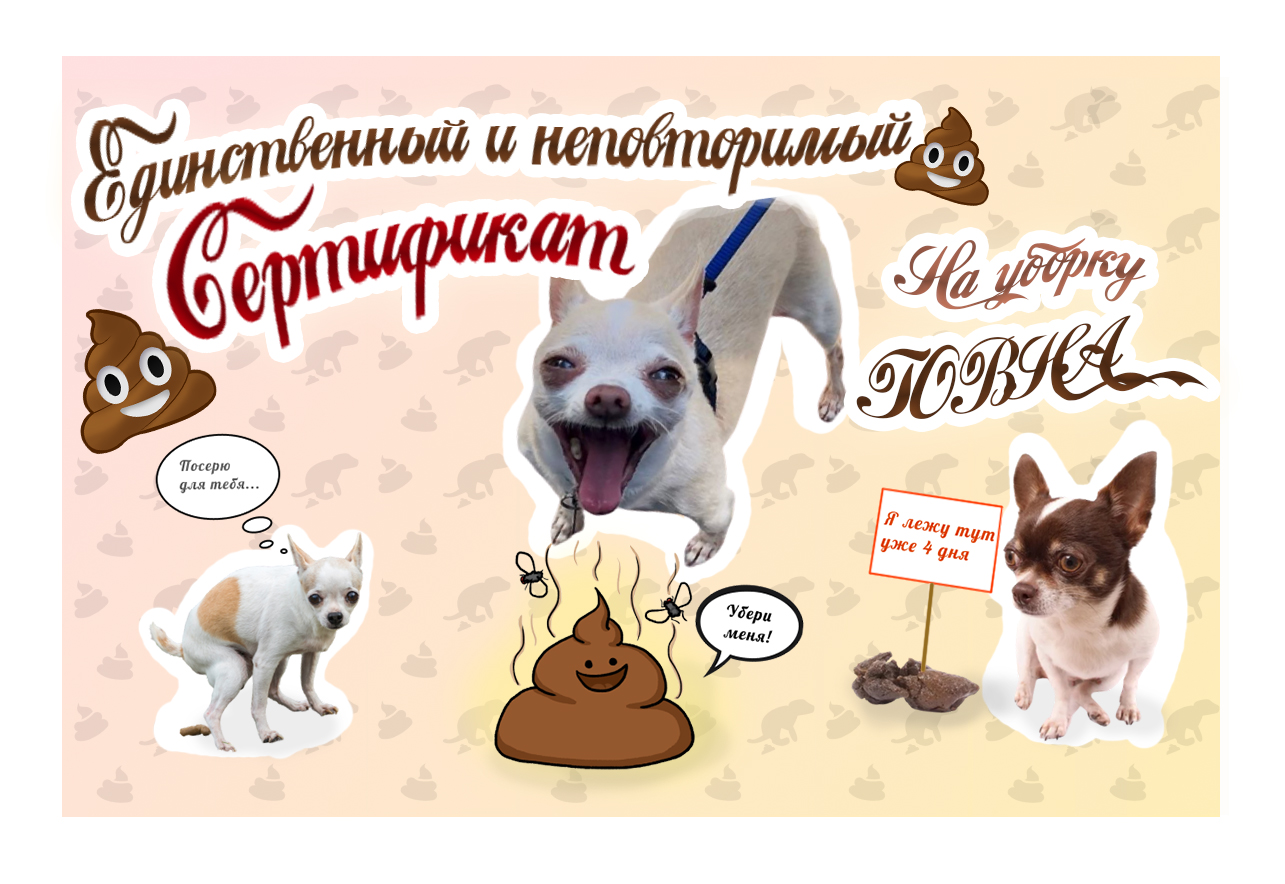 Единственный и неповторимый
Сертификат
На уборку
ГОВНА
Посерю
для тебя...
Я лежу тут
уже 4 дня
Убери
меня!